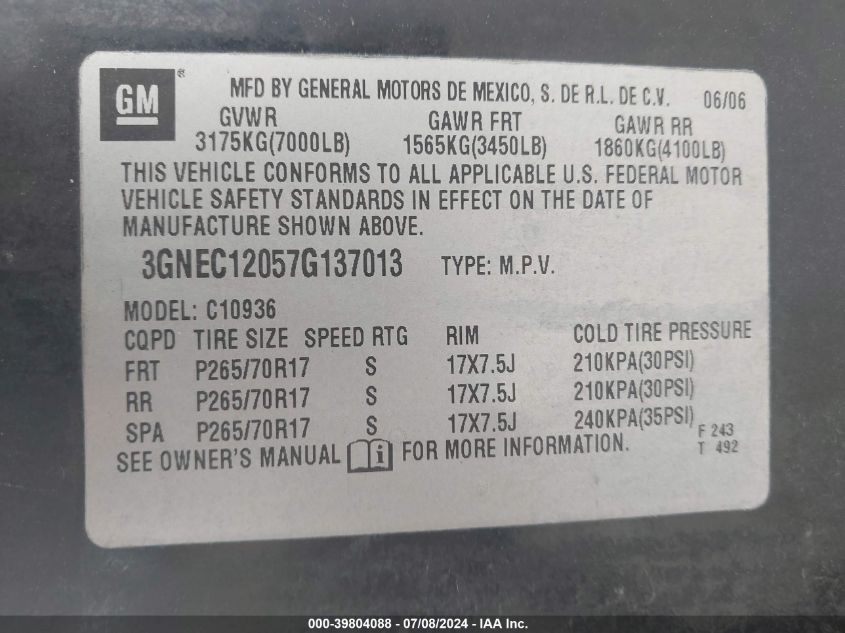 GM®
MFD BY GENERAL MOTORS DE MEXICO, S. DE R.L. DE C.V. 06/06
GVWR GAWR FRT GAWR RR
3175KG(7000LB) 1565KG(3450LB) 1860KG(4100LB)
THIS VEHICLE CONFORMS TO ALL APPLICABLE U.S. FEDERAL MOTOR
VEHICLE SAFETY STANDARDS IN EFFECT ON THE DATE OF
MANUFACTURE SHOWN ABOVE.
3GNEC12057G137013 TYPE: M.P.V.
MODEL: C10936
CQPD TIRE SIZE SPEED RTG RIM COLD TIRE PRESSURE
FRT P265/70R17 S 17X7.5J 210KPA(30PSI)
RR P265/70R17 S 17X7.5J 210KPA(30PSI)
SPA P265/70R17 S 17X7.5J 240KPA(35PSI) F 243
SEE OWNER'S MANUAL i FOR MORE INFORMATION. T 492
000-39804088 - 07/08/2024 - IAA Inc.